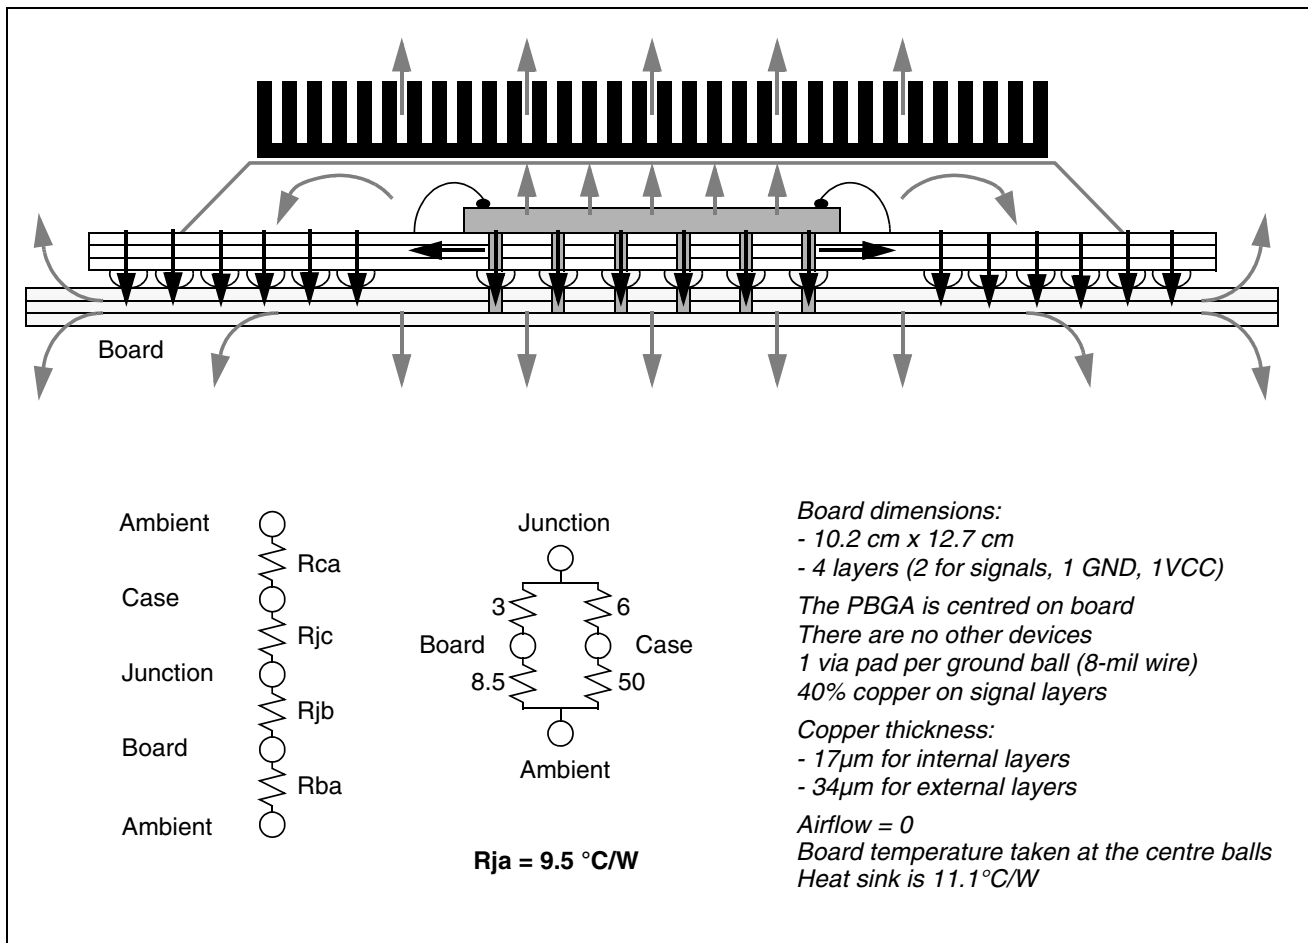 Board
Ambient
Rca
Case
Rjc
Junction
Rjb
Board
Rba
Ambient
Junction
3
6
Board
Case
8.5
50
Ambient
Rja = 9.5 °C/W
Board dimensions:
- 10.2 cm x 12.7 cm
- 4 layers (2 for signals, 1 GND, 1VCC)
The PBGA is centred on board
There are no other devices
1 via pad per ground ball (8-mil wire)
40% copper on signal layers
Copper thickness:
- 17µm for internal layers
- 34µm for external layers
Airflow = 0
Board temperature taken at the centre balls
Heat sink is 11.1°C/W